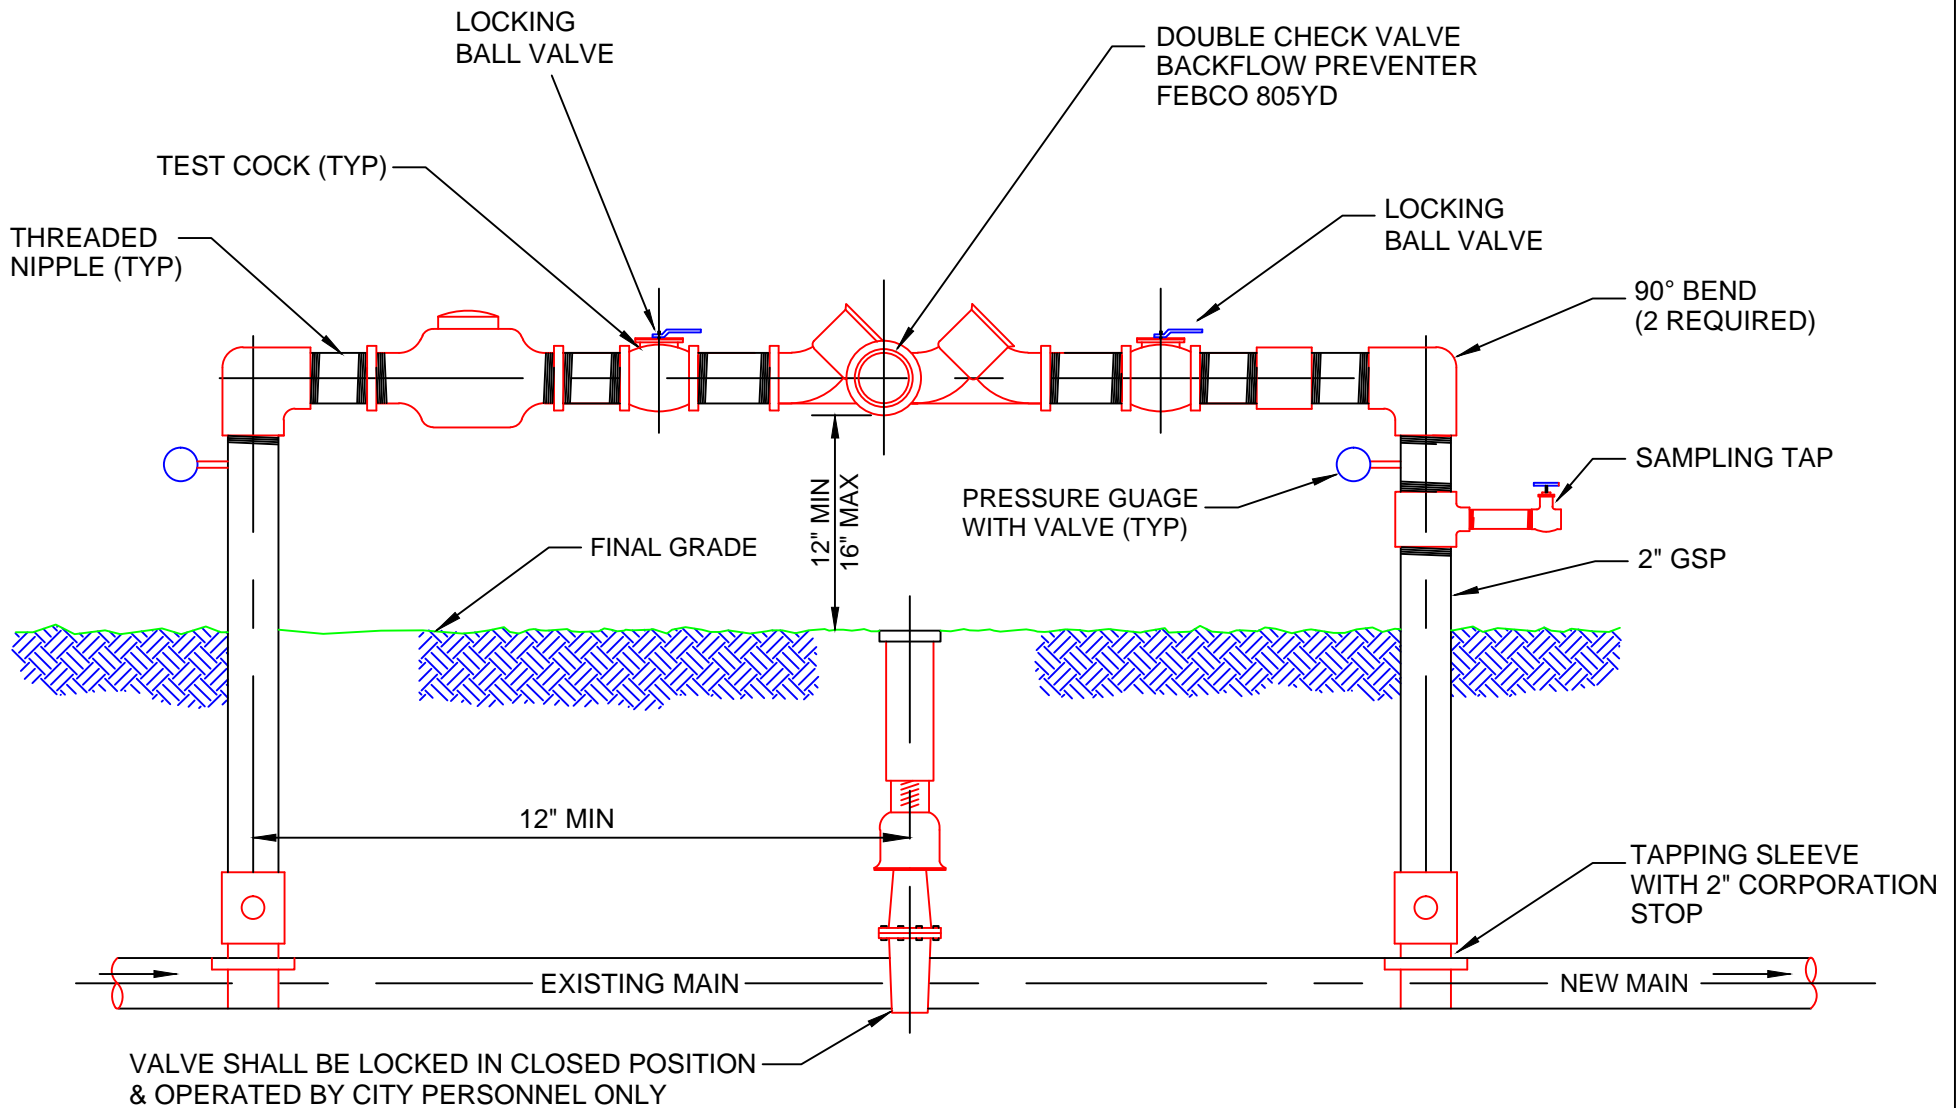 LOCKING
BALL VALVE
DOUBLE CHECK VALVE
BACKFLOW PREVENTER
FEBCO 805YD
TEST COCK (TYP)
THREADED
NIPPLE (TYP)
LOCKING
BALL VALVE
90° BEND
(2 REQUIRED)
SAMPLING TAP
PRESSURE GUAGE
WITH VALVE (TYP)
12" MIN
16" MAX
FINAL GRADE
2" GSP
12" MIN
TAPPING SLEEVE
WITH 2" CORPORATION
STOP
EXISTING MAIN
NEW MAIN
VALVE SHALL BE LOCKED IN CLOSED POSITION
& OPERATED BY CITY PERSONNEL ONLY